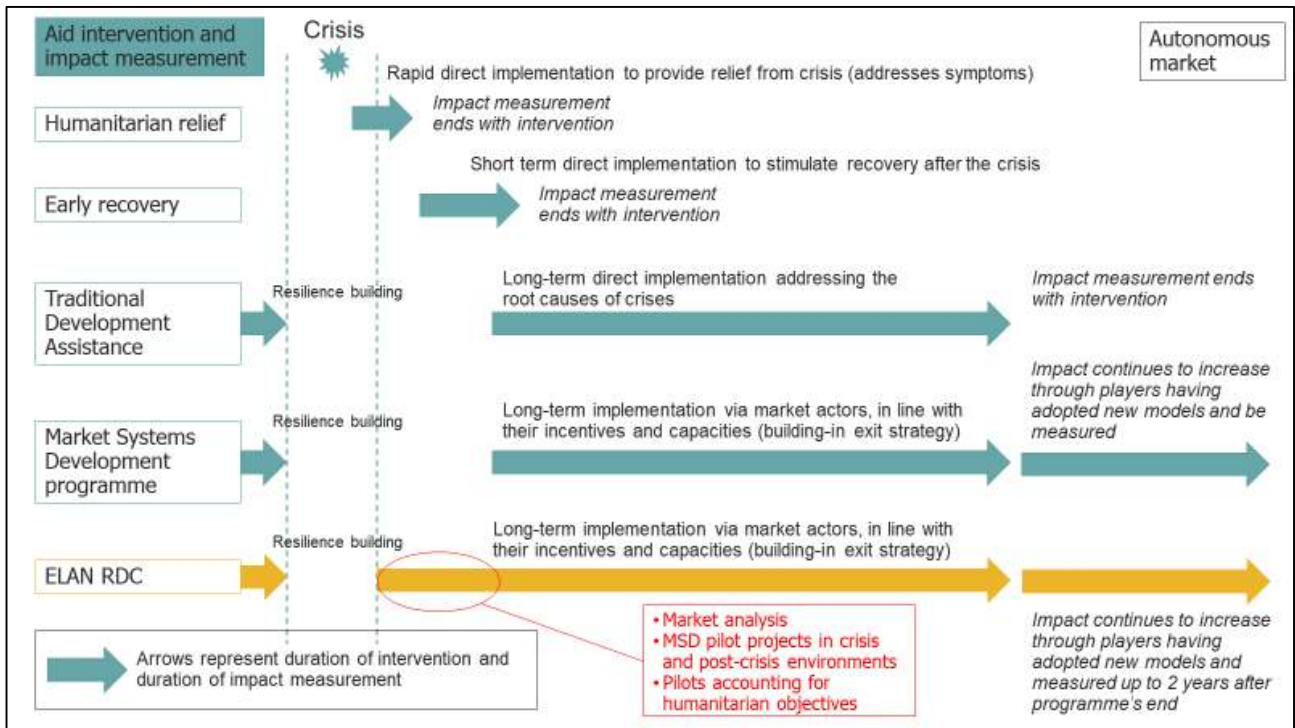 Aid intervention and
impact measurement
Crisis
Autonomous
market
Rapid direct implementation to provide relief from crisis (addresses symptoms)
Humanitarian relief
Impact measurement
ends with intervention
Short term direct implementation to stimulate recovery after the crisis
Early recovery
Impact measurement
ends with intervention
Traditional
Development
Assistance
Resilience building
Long-term direct implementation addressing the
root causes of crises
Impact measurement ends
with intervention
Market Systems
Development
programme
Resilience building
Long-term implementation via market actors, in line with
their incentives and capacities (building-in exit strategy)
Impact continues to increase
through players having
adopted new models and be
measured
ELAN RDC
Resilience building
Long-term implementation via market actors, in line with
their incentives and capacities (building-in exit strategy)
• Market analysis
• MSD pilot projects in crisis
and post-crisis environments
• Pilots accounting for
humanitarian objectives
Impact continues to increase
through players having
adopted new models and
measured up to 2 years after
programme's end
Arrows represent duration of intervention and
duration of impact measurement